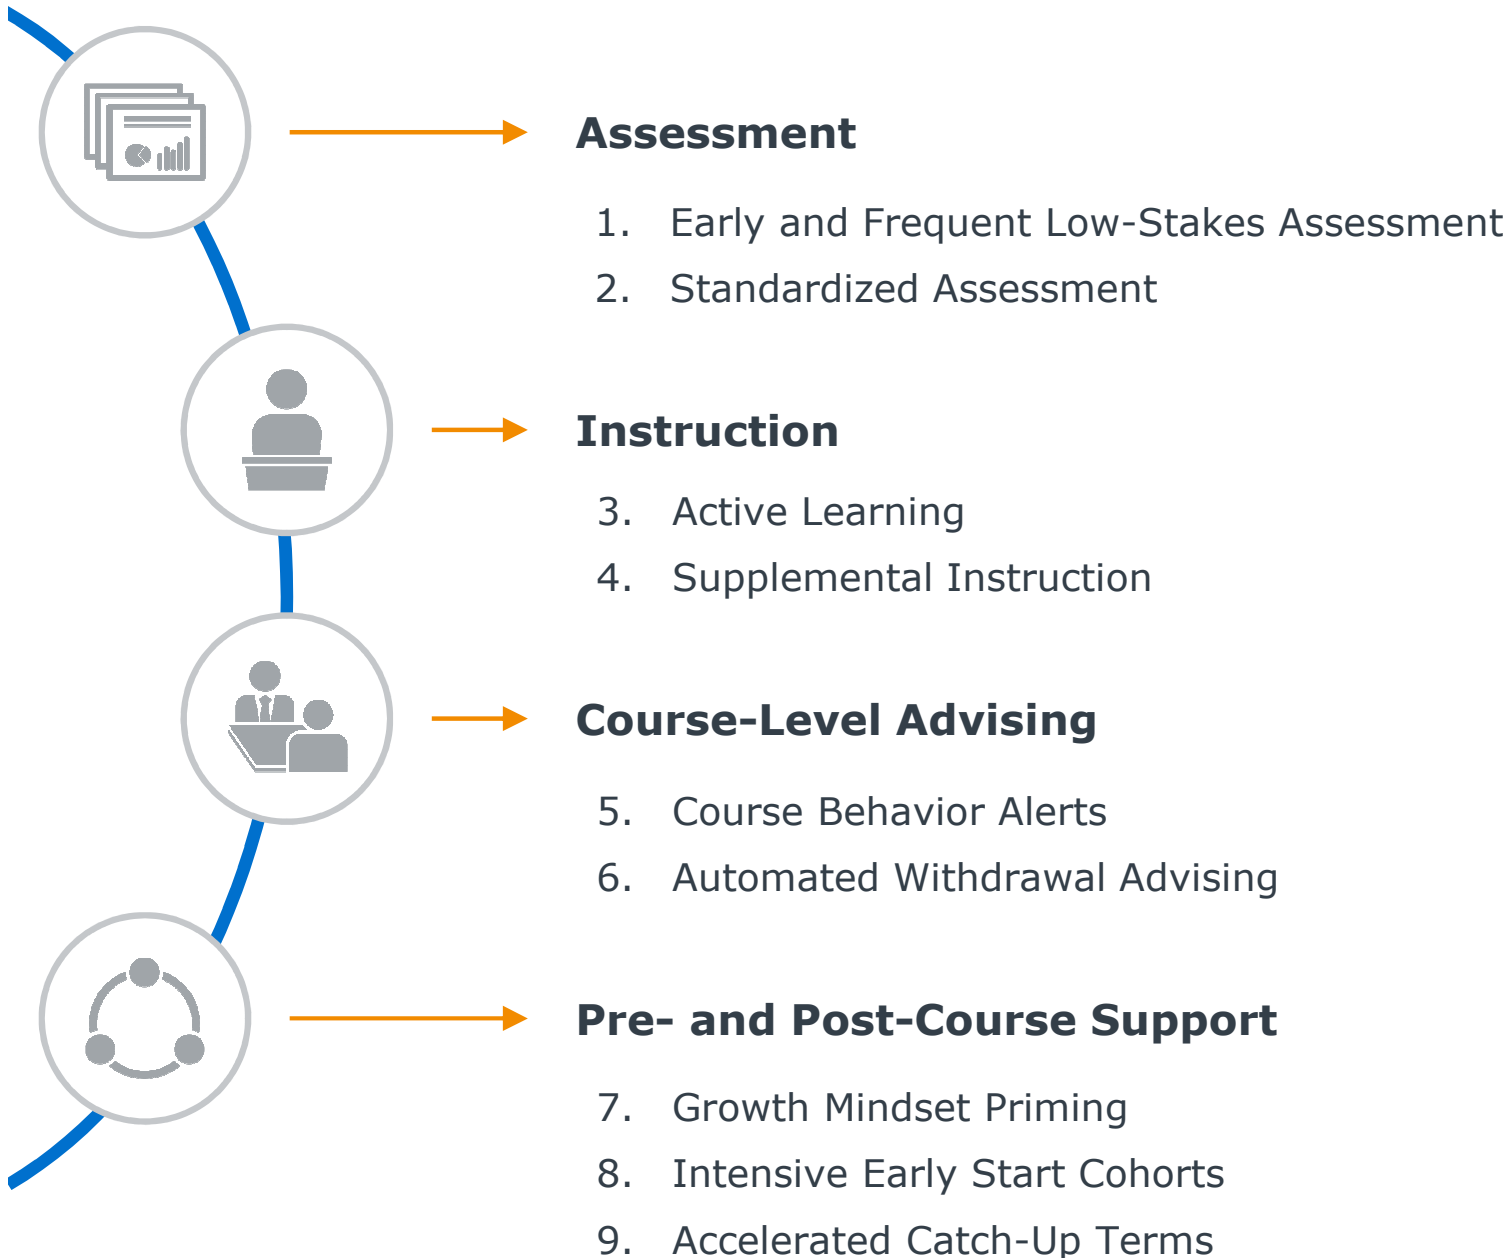 Assessment
1. Early and Frequent Low-Stakes Assessment
2. Standardized Assessment
Instruction
3. Active Learning
4. Supplemental Instruction
Course-Level Advising
5. Course Behavior Alerts
6. Automated Withdrawal Advising
Pre- and Post-Course Support
7. Growth Mindset Priming
8. Intensive Early Start Cohorts
9. Accelerated Catch-Up Terms